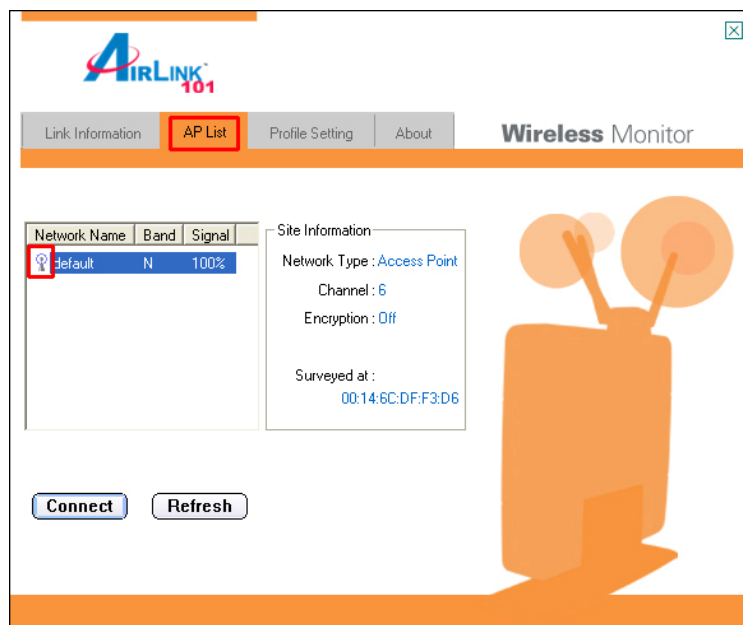 AIRLINK™
101
Link Information AP List Profile Setting About Wireless Monitor
Network Name Band Signal
default N 100%
Site Information
Network Type : Access Point
Channel : 6
Encryption : Off
Surveyed at :
00:14:6C:DF:F3:D6
Connect Refresh